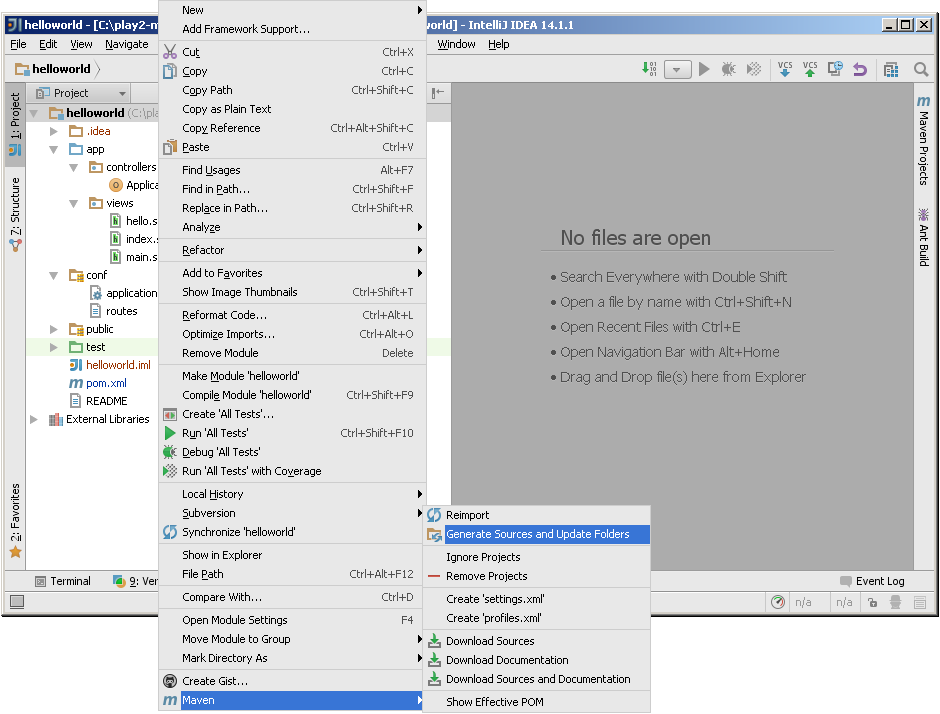 helloworld - [C:\play2-m
world] - IntelliJ IDEA 14.1.1
File Edit View Navigate
Window Help
helloworld
VCS VCS
1: Project
7: Structure
2: Favorites
Project
helloworld (C:\pla
.idea
app
controllers
Applica
views
hello.s
index.s
main.s
conf
application
routes
public
test
helloworld.iml
pom.xml
README
External Libraries
New
Add Framework Support...
Cut Ctrl+X
Copy Ctrl+C
Copy Path Ctrl+Shift+C
Copy as Plain Text
Copy Reference Ctrl+Alt+Shift+C
Paste Ctrl+V
Find Usages Alt+F7
Find in Path... Ctrl+Shift+F
Replace in Path... Ctrl+Shift+R
Analyze
Refactor
Add to Favorites
Show Image Thumbnails Ctrl+Shift+T
Reformat Code... Ctrl+Alt+L
Optimize Imports... Ctrl+Alt+O
Remove Module Delete
Make Module 'helloworld'
Compile Module 'helloworld' Ctrl+Shift+F9
Create 'All Tests'...
Run 'All Tests' Ctrl+Shift+F10
Debug 'All Tests'
Run 'All Tests' with Coverage
Local History
Subversion
Synchronize 'helloworld'
Show in Explorer
File Path Ctrl+Alt+F12
Compare With... Ctrl+D
Open Module Settings F4
Move Module to Group
Mark Directory As
Create Gist...
Maven
Reimport
Generate Sources and Update Folders
Ignore Projects
Remove Projects
Create 'settings.xml'
Create 'profiles.xml'
Download Sources
Download Documentation
Download Sources and Documentation
Show Effective POM
No files are open
• Search Everywhere with Double Shift
• Open a file by name with Ctrl+Shift+N
• Open Recent Files with Ctrl+E
• Open Navigation Bar with Alt+Home
• Drag and Drop file(s) here from Explorer
Maven Projects
Ant Build
Terminal 9: Ver
Event Log
n/a n/a